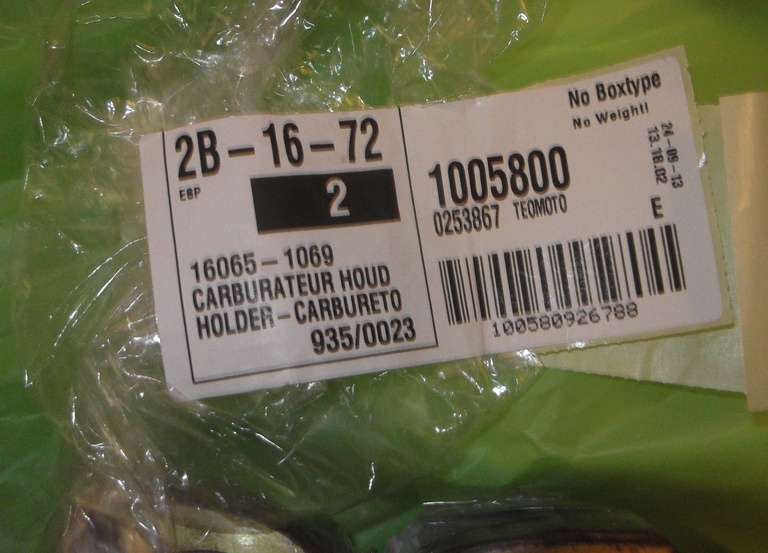 2B-16-72
ESP
2
16065-1069
CARBURATEUR HOUD
HOLDER-CARBURETO
935/0023
No Boxtype
No Weight!
1005800
0253867 TEOMOTO
24-09-13
13.18.02
E
100580926788